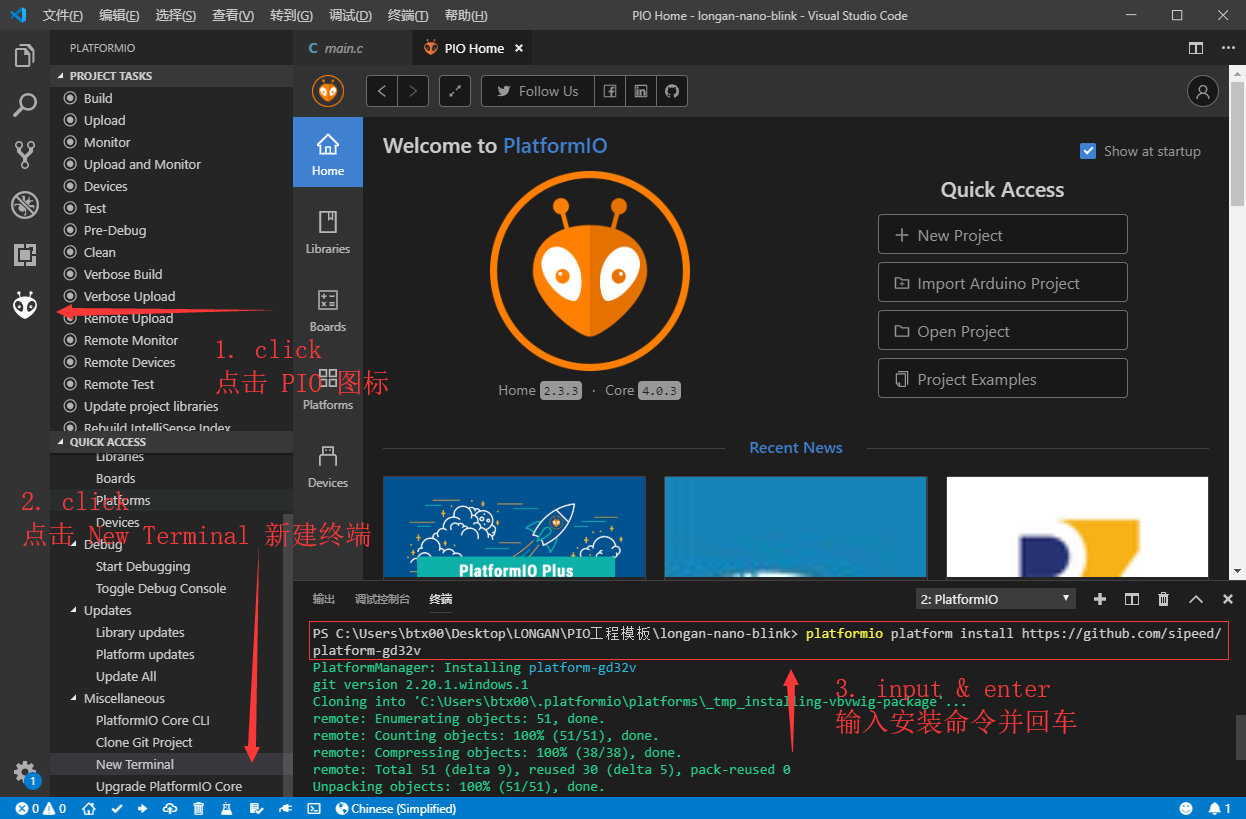 文件(F) 编辑(E) 选择(S) 查看(V) 转到(G) 调试(D) 终端(T) 帮助(H) PIO Home - longan-nano-blink - Visual Studio Code
PLATFORMIO
PROJECT TASKS
Build
Upload
Monitor
Upload and Monitor
Devices
Test
Pre-Debug
Clean
Verbose Build
Verbose Upload
Remote Upload
Remote Monitor
Remote Devices
Remote Test
Update project libraries
Rebuild IntelliSense Index
1. click
点击 PIO 图标
QUICK ACCESS
Libraries
Boards
Platforms
Devices
Debug
Start Debugging
Toggle Debug Console
Updates
Library updates
Platform updates
Update All
Miscellaneous
PlatformIO Core CLI
Clone Git Project
New Terminal
Upgrade PlatformIO Core
2. click
点击 New Terminal 新建终端
C main.c PIO Home ×
Follow Us
Home
Libraries
Boards
Platforms
Devices
Welcome to PlatformIO
Show at startup
Home 2.3.3 · Core 4.0.3
Quick Access
New Project
Import Arduino Project
Open Project
Project Examples
Recent News
PlatformIO Plus
输出 调试控制台 终端 2: PlatformIO
PS C:\Users\btx00\Desktop\LONGAN\PIO工程模板\longan-nano-blink> platformio platform install https://github.com/sipeed/
platform-gd32v
PlatformManager: Installing platform-gd32v
git version 2.20.1.windows.1
Cloning into 'C:\Users\btx00\.platformio\platforms\_tmp_installing-vbvwig-package'...
remote: Enumerating objects: 51, done.
remote: Counting objects: 100% (51/51), done.
remote: Compressing objects: 100% (38/38), done.
remote: Total 51 (delta 9), reused 30 (delta 5), pack-reused 0
Unpacking objects: 100% (51/51), done.
3. input & enter
输入安装命令并回车
1
0 0 Chinese (Simplified) 1